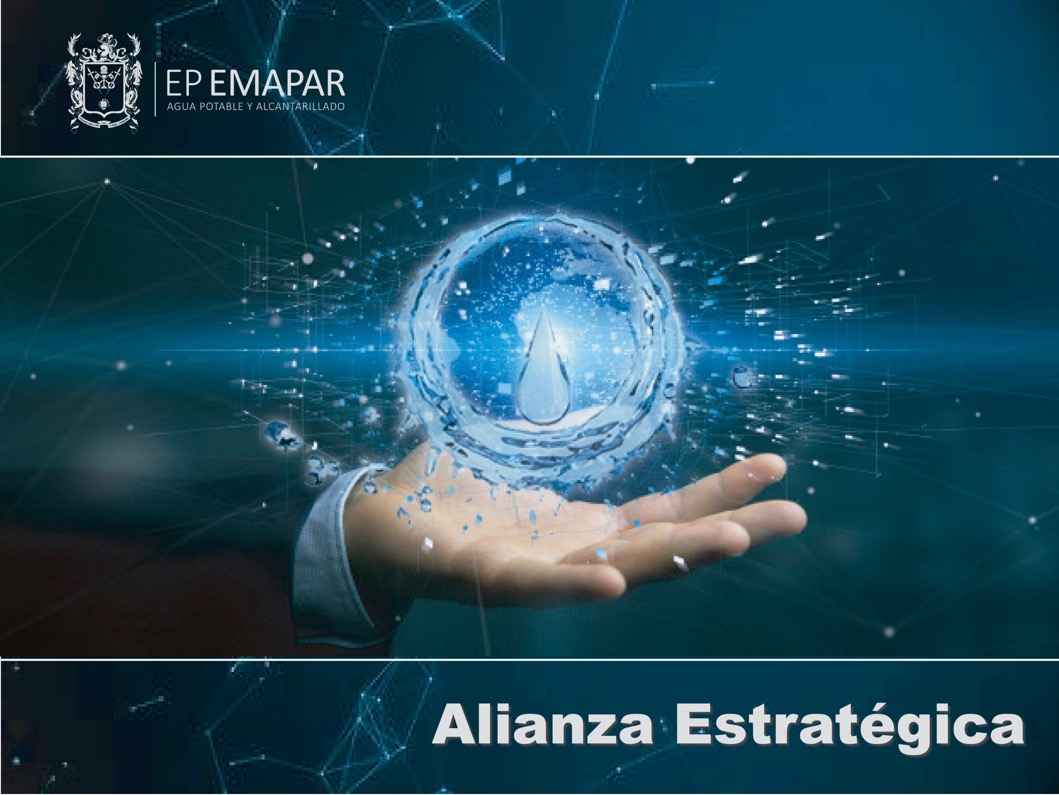 EP EMAPAR
AGUA POTABLE Y ALCANTARILLADO
Alianza Estratégica